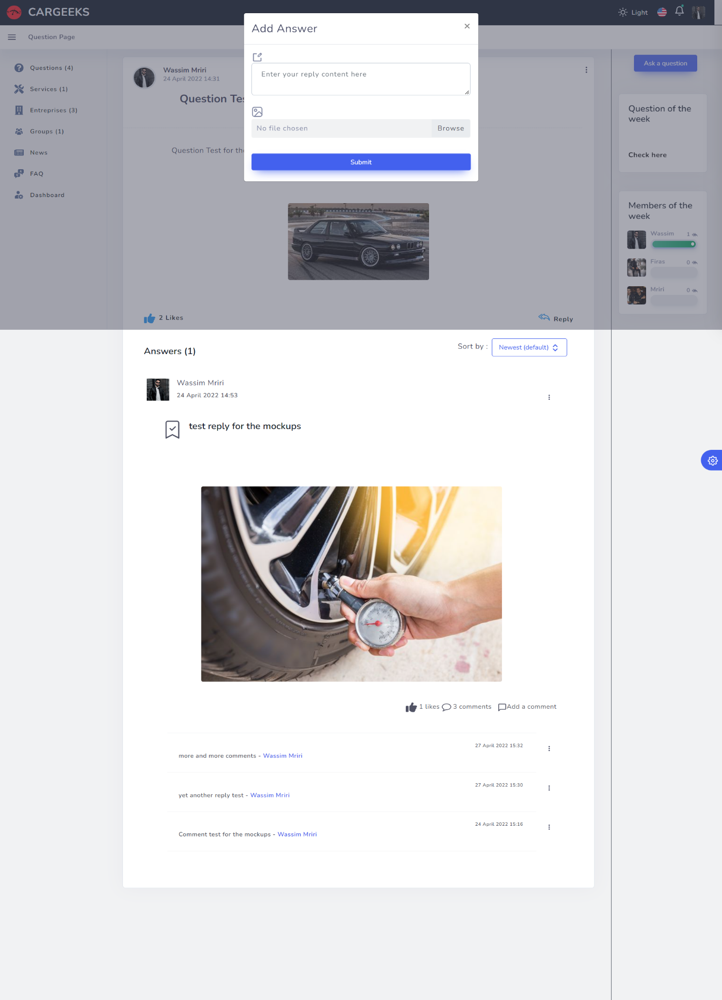 CARGEEKS
Light
Question Page
Add Answer
×
Enter your reply content here
No file chosen
Browse
Submit
Questions (4)
Services (1)
Entreprises (3)
Groups (1)
News
FAQ
Dashboard
Wassim Mriri
24 April 2022 14:31
Question Tes
Question Test for the
2 Likes
Reply
Ask a question
Question of the
week
Check here
Members of the
week
Wassim 1
Firas 0
Mriri 0
Answers (1)
Sort by : Newest (default)
Wassim Mriri
24 April 2022 14:53
test reply for the mockups
1 likes 3 comments Add a comment
27 April 2022 15:32
more and more comments - Wassim Mriri
27 April 2022 15:30
yet another reply test - Wassim Mriri
24 April 2022 15:16
Comment test for the mockups - Wassim Mriri